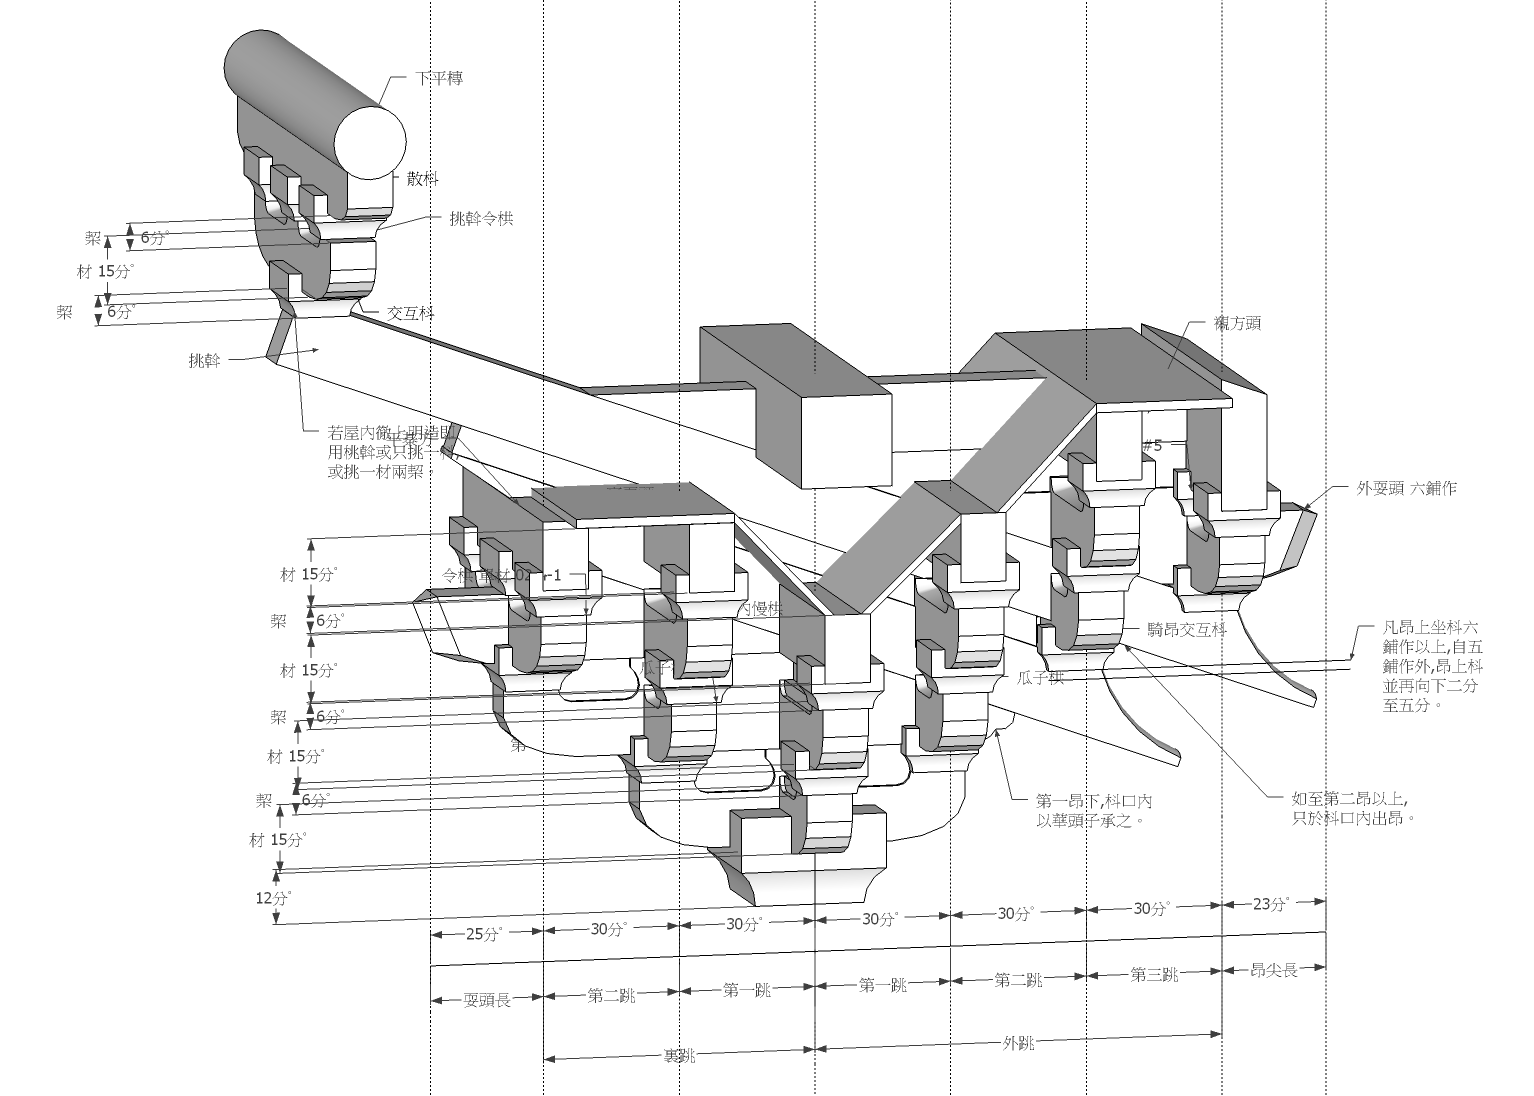 下平槫
散枓
挑斡令栱
栔
6分°
材 15分°
栔
6分°
交互枓
挑斡
襯方頭
若屋內徹上明造即
用桃斡或只挑一枓,
或挑一材兩栔。
平棊方
#5
外耍頭 六鋪作
材 15分°
令栱
-1
栔
6分°
內慢栱
騎昂交互枓
凡昂上坐枓六
鋪作以上,自五
鋪作外,昂上枓
並再向下二分
至五分。
材 15分°
瓜子
瓜子栱
栔
6分°
第
材 15分°
栔
6分°
第一昂下,枓口內
以華頭子承之。
如至第二昂以上,
只於枓口內出昂。
材 15分°
12分°
25分°
30分°
30分°
30分°
30分°
30分°
23分°
耍頭長
第二跳
第一跳
第一跳
第二跳
第三跳
昂尖長
裏跳
外跳